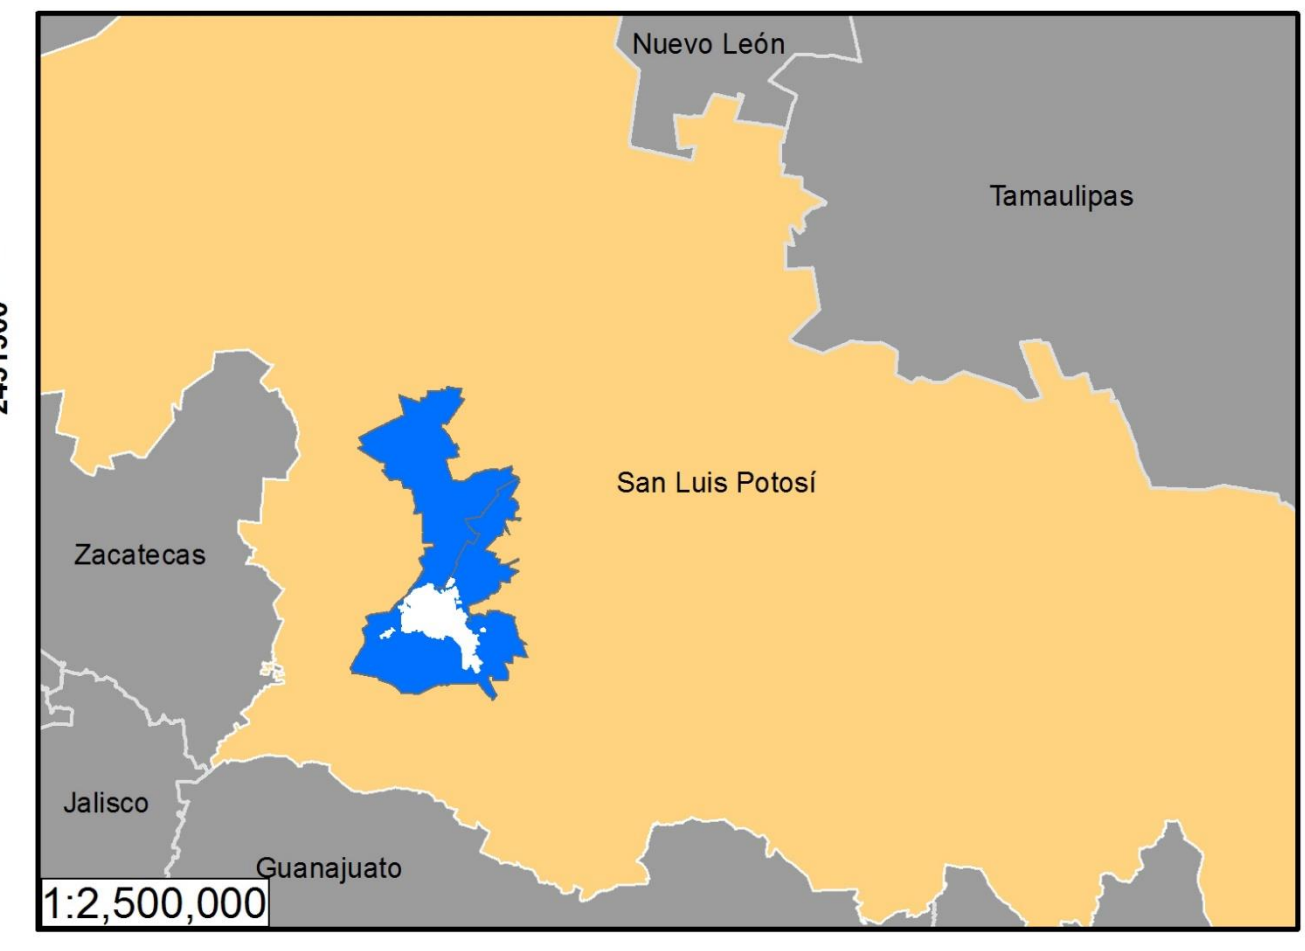 Nuevo León
Tamaulipas
San Luis Potosí
Zacatecas
Jalisco
Guanajuato
1:2,500,000